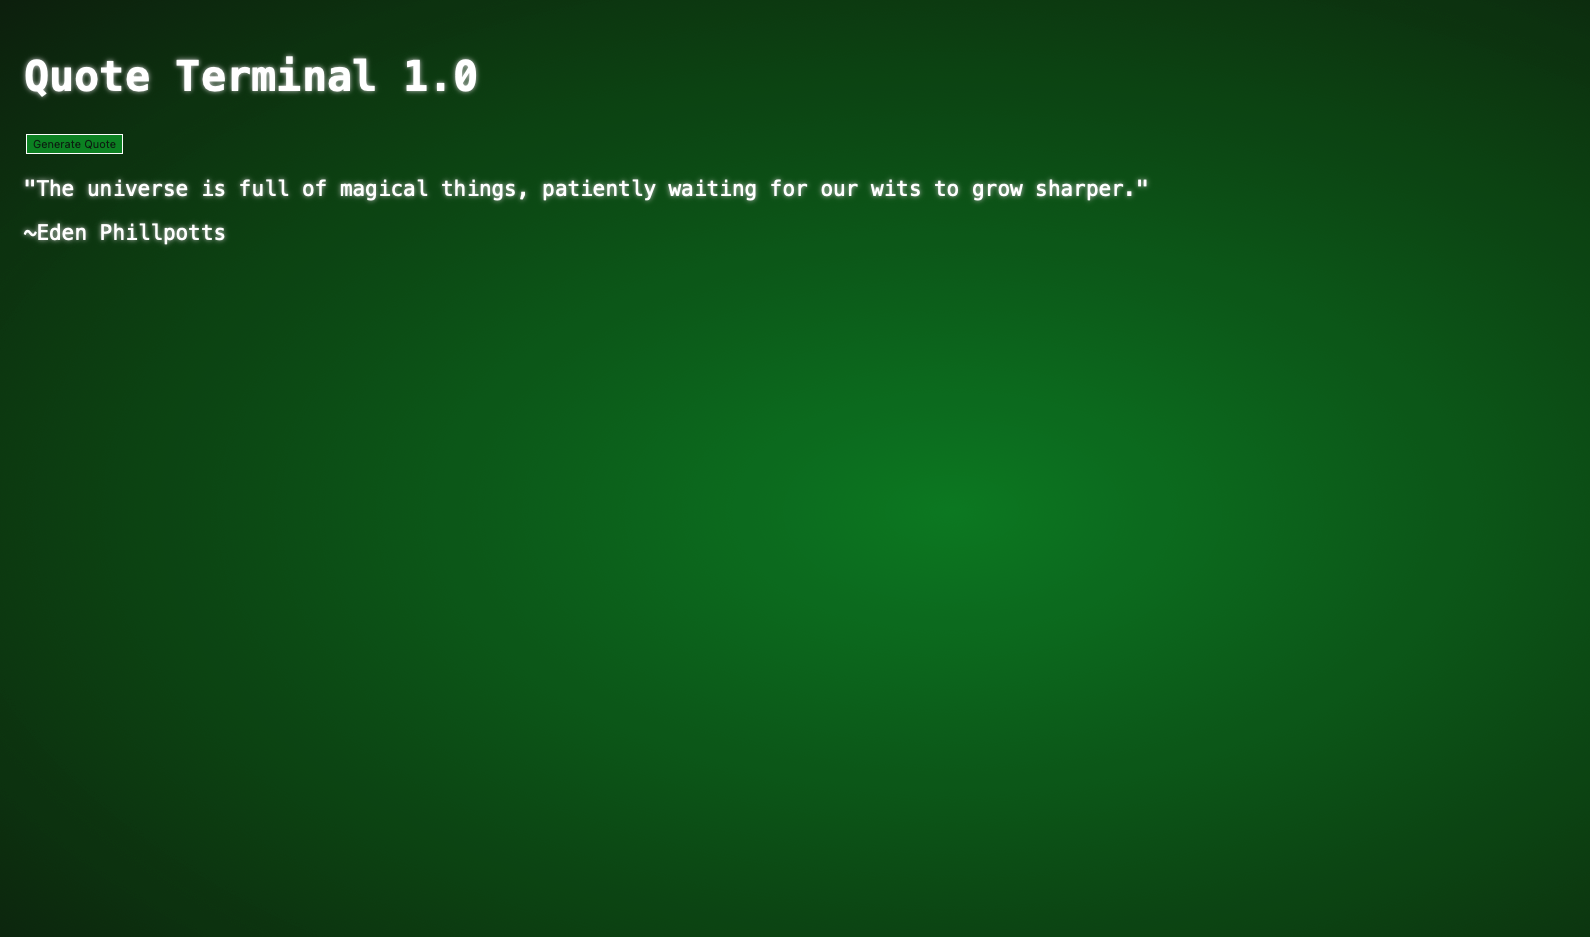 Quote Terminal 1.0
Generate Quote
"The universe is full of magical things, patiently waiting for our wits to grow sharper."
~Eden Phillpotts